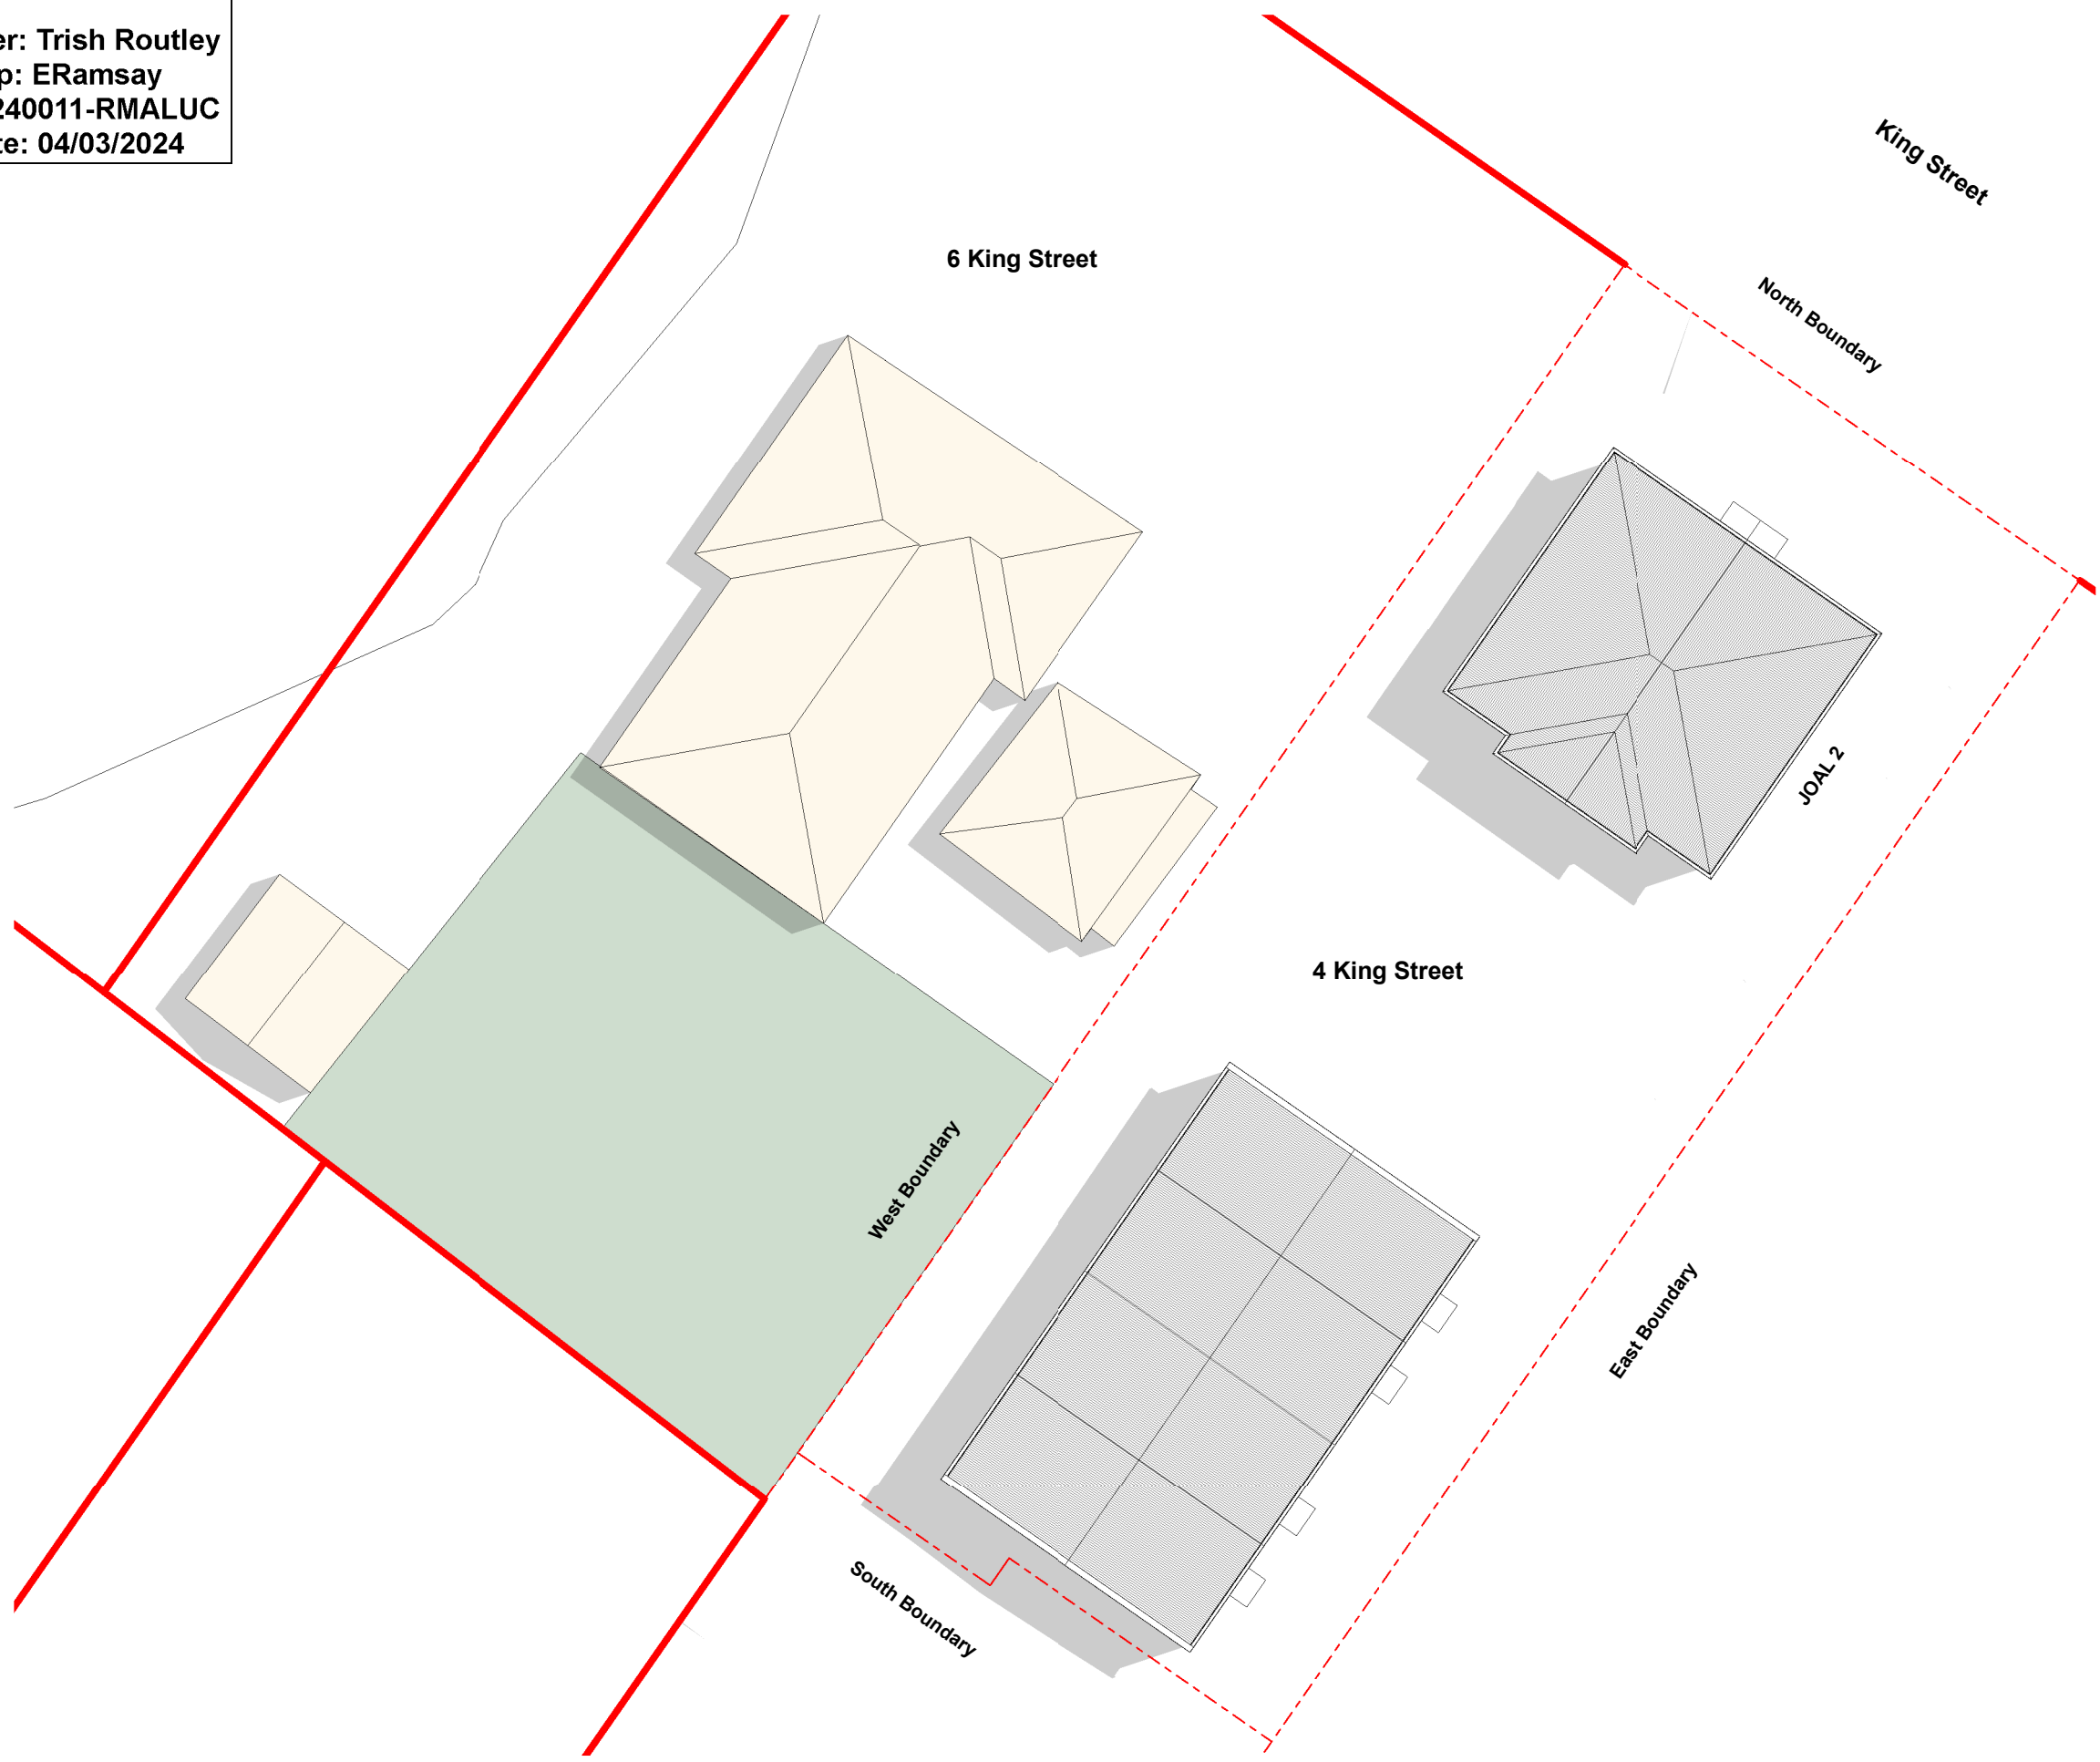 er: Trish Routley
p: ERamsay
240011-RMALUC
te: 04/03/2024
King Street
6 King Street
North Boundary
JOAL 2
4 King Street
West Boundary
East Boundary
South Boundary